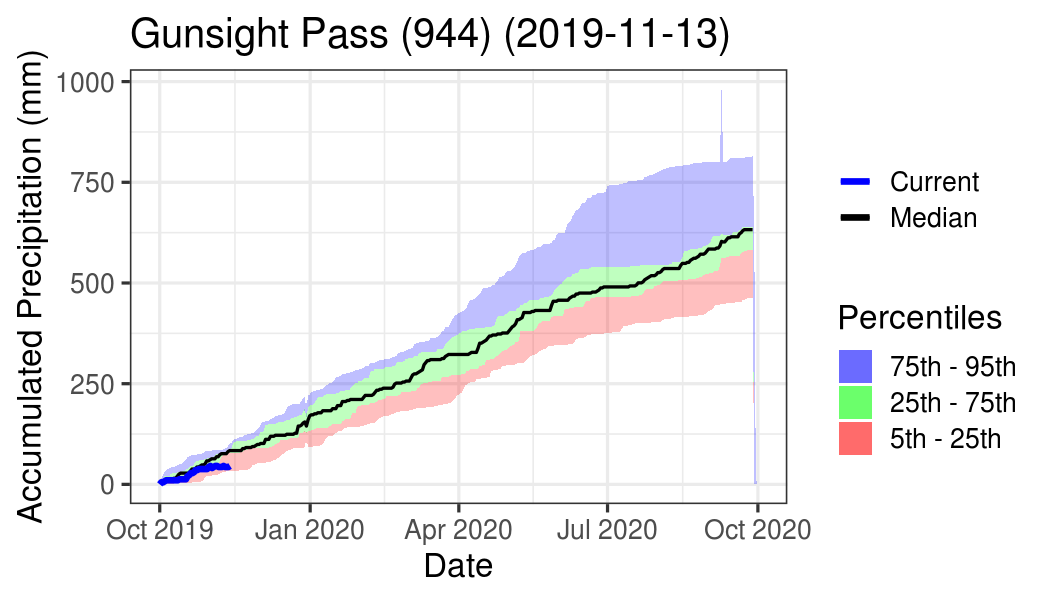 Gunsight Pass (944) (2019-11-13)
Accumulated Precipitation (mm)
1000
750
500
250
0
Oct 2019
Jan 2020
Apr 2020
Jul 2020
Oct 2020
Date
Current
Median
Percentiles
75th - 95th
25th - 75th
5th - 25th